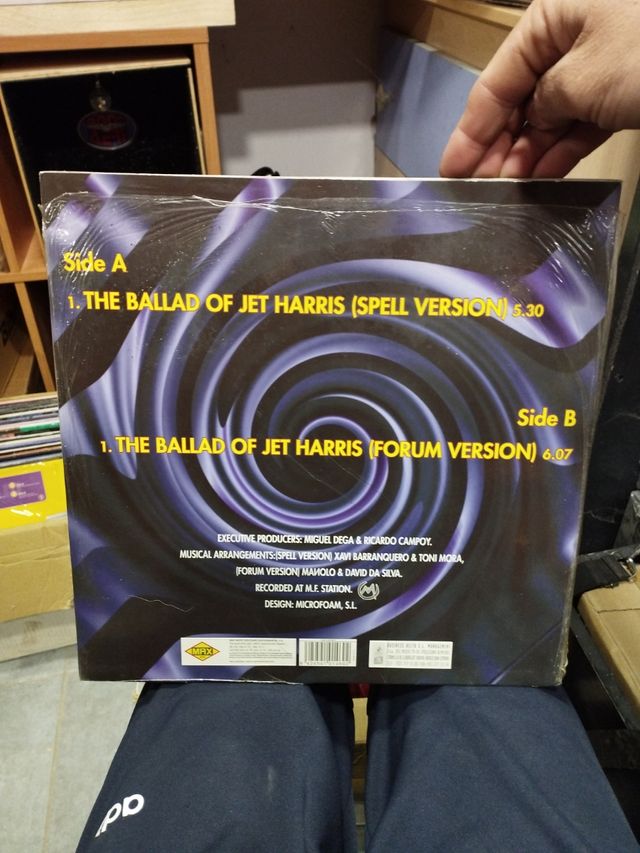 Side A
1. THE BALLAD OF JET HARRIS (SPELL VERSION) 5.30
Side B
1. THE BALLAD OF JET HARRIS (FORUM VERSION) 6.07
EXECUTIVE PRODUCERS: MIGUEL DEGA & RICARDO CAMPOY.
MUSICAL ARRANGEMENTS:(SPELL VERSION) XAVI BARRANQUERO & TONI MORA,
(FORUM VERSION) MANOLO & DAVID DA SILVA.
RECORDED AT M.F. STATION.
DESIGN: MICROFOAM, S.L.
MAX